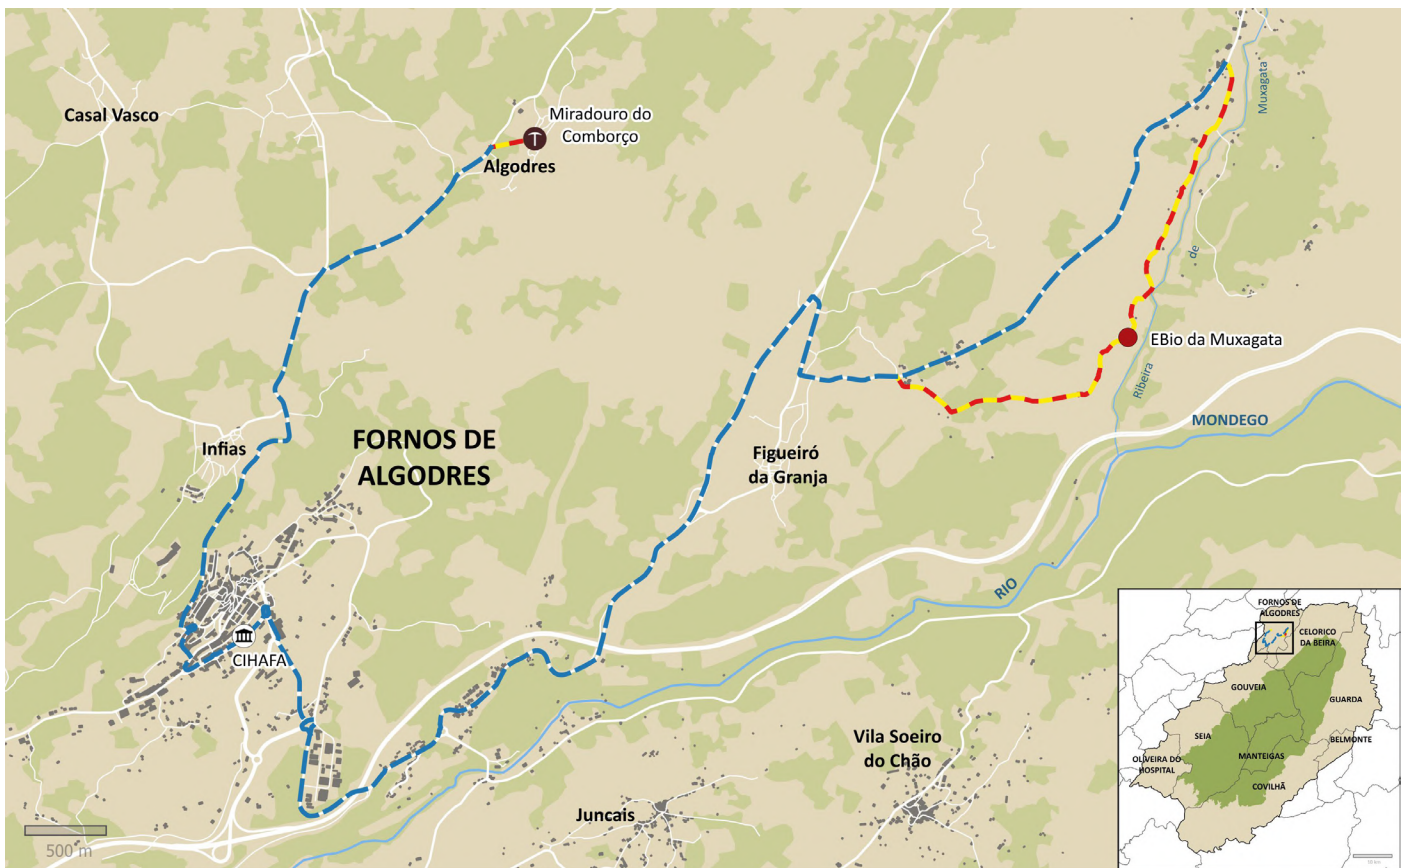 Casal Vasco
Miradouro do
Comborço
Algodres
Muxagata
de
Ribeira
EBio da Muxagata
MONDEGO
Infias
FORNOS DE
ALGODRES
Figueiró
da Granja
RIO
CIHAFA
Vila Soeiro
do Chão
Juncais
500 m
FORNOS DE
ALGODRES
CELORICO
DA BEIRA
GOUVEIA
GUARDA
SEIA
BELMONTE
MANTEIGAS
OLIVEIRA DO
HOSPITAL
COVILHÃ